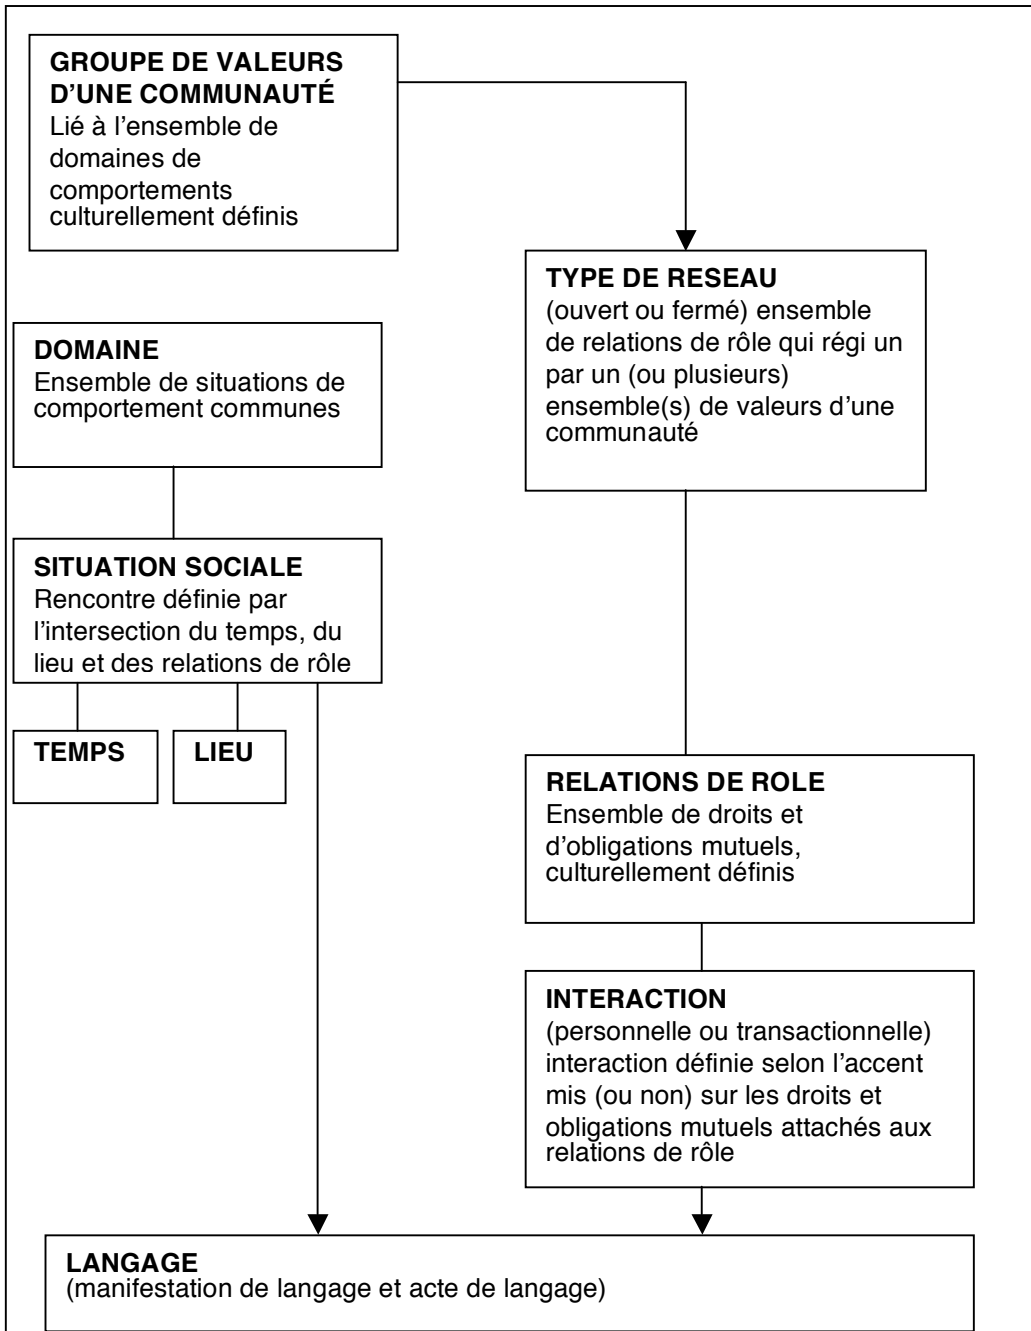 GROUPE DE VALEURS
D'UNE COMMUNAUTÉ
Lié à l'ensemble de
domaines de
comportements
culturellement définis
TYPE DE RESEAU
(ouvert ou fermé) ensemble
de relations de rôle qui régi un
par un (ou plusieurs)
ensemble(s) de valeurs d'une
communauté
DOMAINE
Ensemble de situations de
comportement communes
SITUATION SOCIALE
Rencontre définie par
l'intersection du temps, du
lieu et des relations de rôle
TEMPS
LIEU
RELATIONS DE ROLE
Ensemble de droits et
d'obligations mutuels,
culturellement définis
INTERACTION
(personnelle ou transactionnelle)
interaction définie selon l'accent
mis (ou non) sur les droits et
obligations mutuels attachés aux
relations de rôle
LANGAGE
(manifestation de langage et acte de langage)